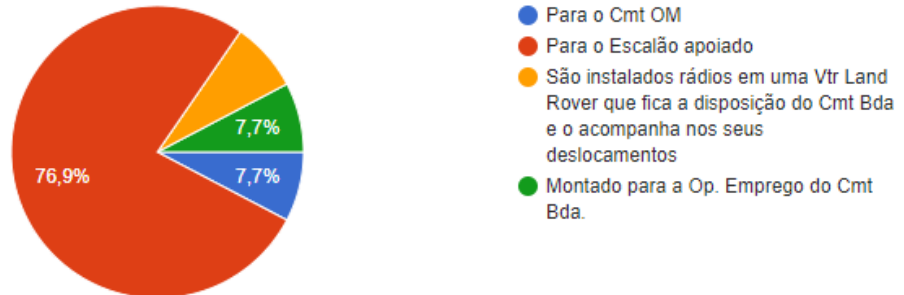 Para o Cmt OM
Para o Escalão apoiado
São instalados rádios em uma Vtr Land
Rover que fica a disposição do Cmt Bda
e o acompanha nos seus
deslocamentos
Montado para a Op. Emprego do Cmt
Bda.
7,7%
76,9%
7,7%